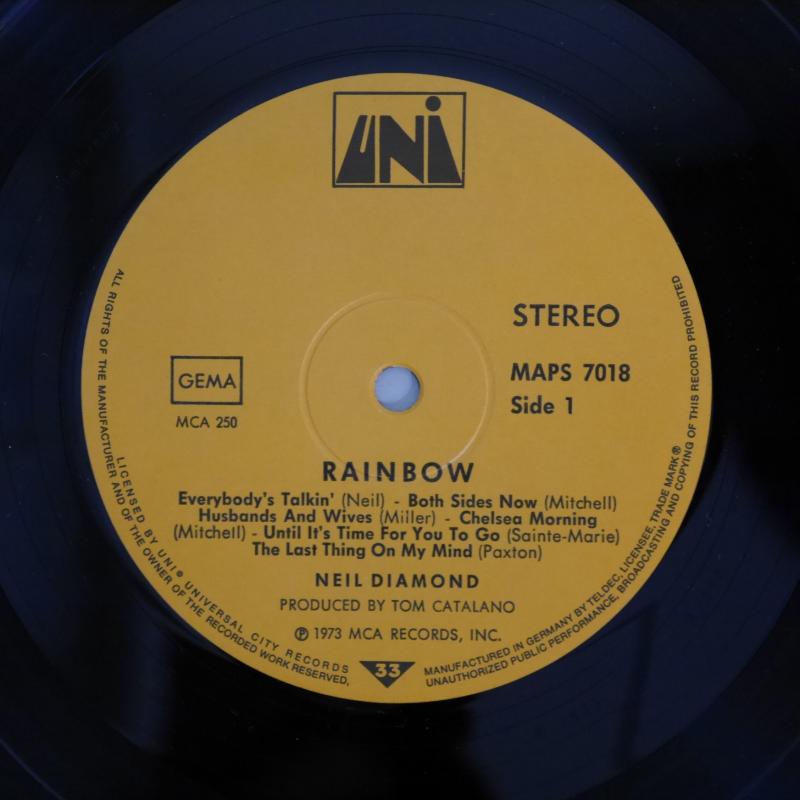 UNI
STEREO
GEMA
MCA 250
MAPS 7018
Side 1
RAINBOW
Everybody's Talkin' (Neil) - Both Sides Now (Mitchell)
Husbands And Wives (Miller) - Chelsea Morning
(Mitchell) - Until It's Time For You To Go (Sainte-Marie)
The Last Thing On My Mind (Paxton)
NEIL DIAMOND
PRODUCED BY TOM CATALANO
℗ 1973 MCA RECORDS, INC.
33
ALL RIGHTS OF THE MANUFACTURER AND OF THE OWNER OF THE RECORDED WORK RESERVED.
LICENSED BY UNI® UNIVERSAL CITY RECORDS
MANUFACTURED IN GERMANY BY TELDEC, LICENSEE, TRADE MARK®
UNAUTHORIZED PUBLIC PERFORMANCE, BROADCASTING AND COPYING OF THIS RECORD PROHIBITED